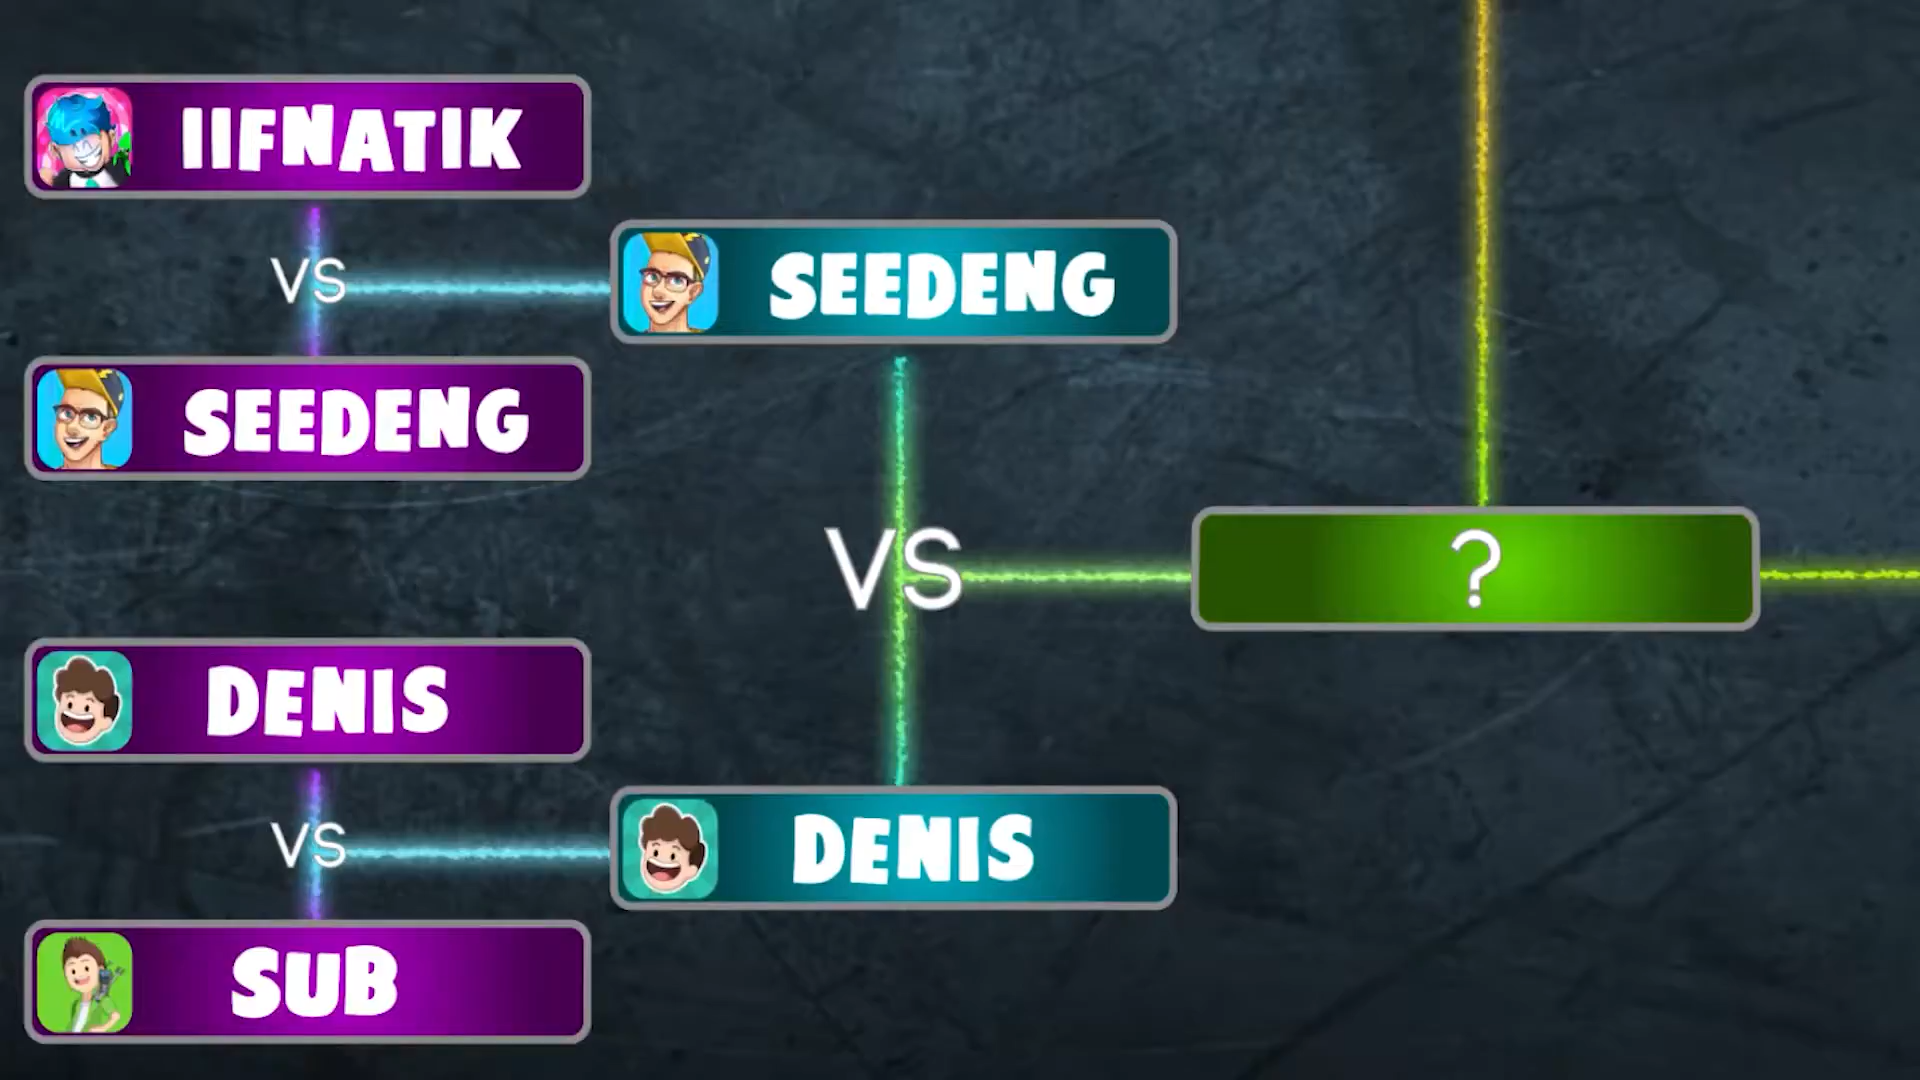 IIFNATIK
VS
SEEDENG
SEEDENG
VS
?
DENIS
VS
DENIS
SUB